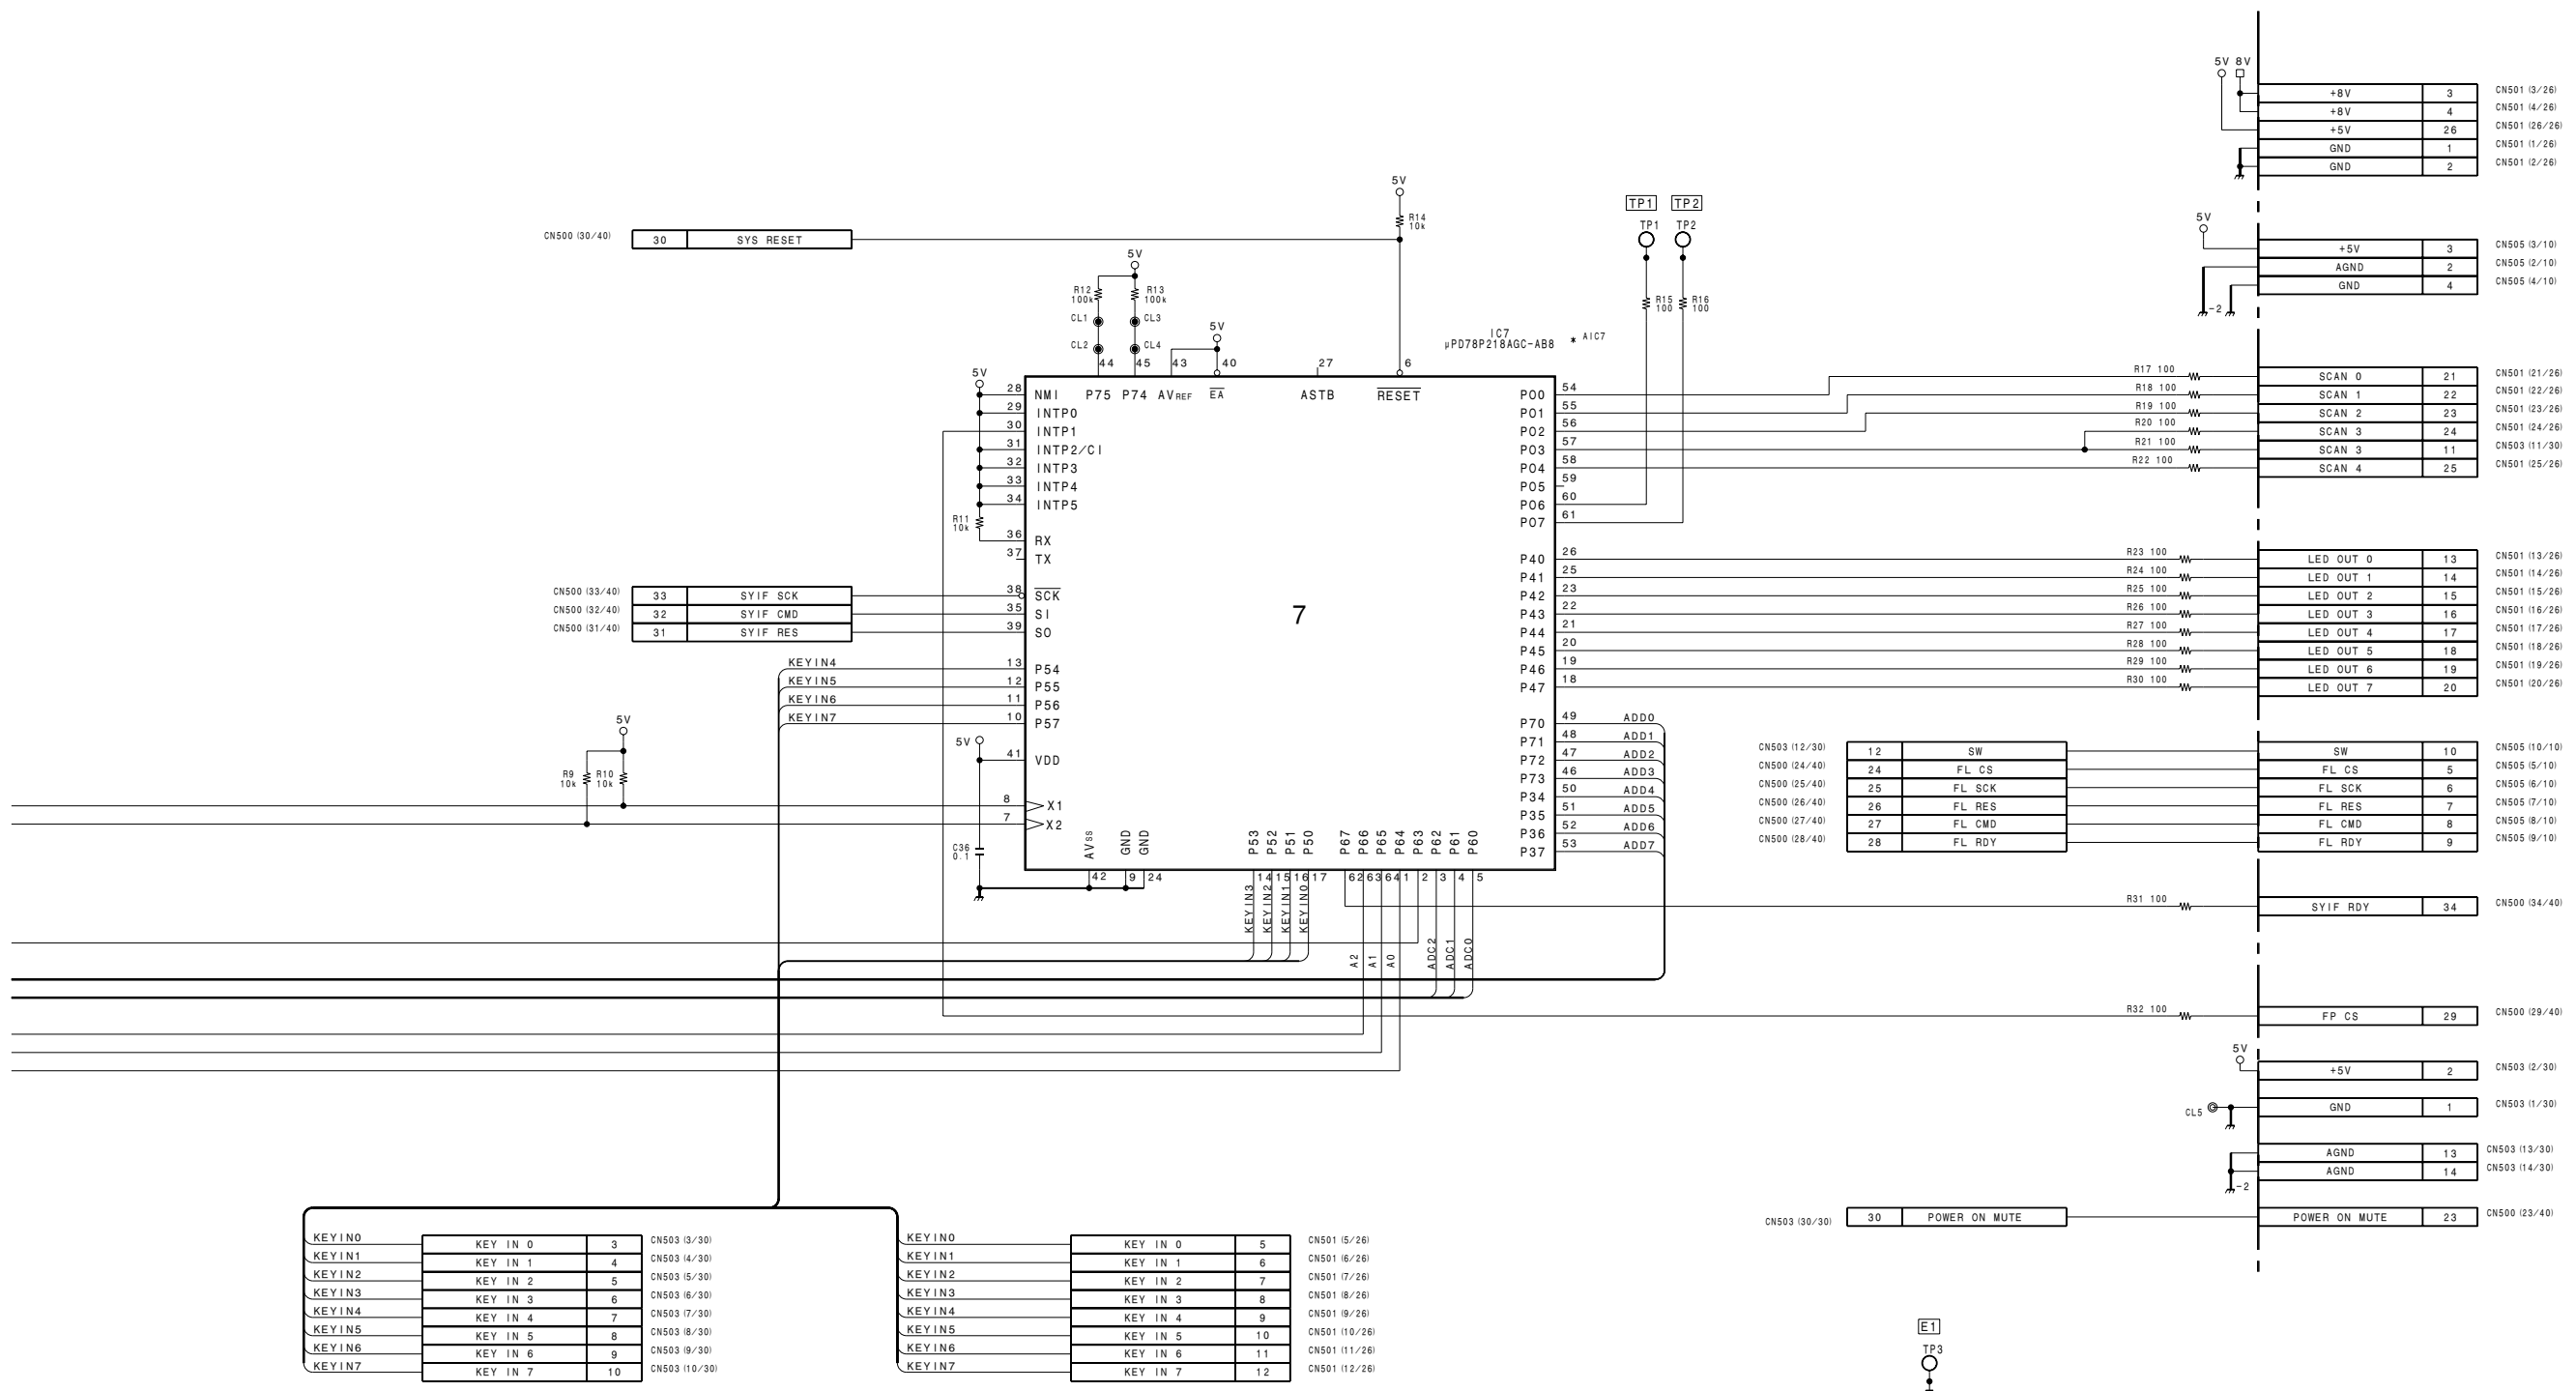 5V 8V
+8V 3 CN501 (3/26)
+8V 4 CN501 (4/26)
+5V 26 CN501 (26/26)
GND 1 CN501 (1/26)
GND 2 CN501 (2/26)
5V
R14
10k
TP1 TP2
TP1 TP2
R15
100
R16
100
CN500 (30/40) 30 SYS RESET
5V
+5V 3 CN505 (3/10)
AGND 2 CN505 (2/10)
GND 4 CN505 (4/10)
-2
5V
R12
100k
R13
100k
CL1 CL3
CL2 CL4
5V
IC7
µPD78P218AGC-AB8
* AIC7
44 45 43 40 27 6
P75 P74 AVREF EA ASTB RESET
5V
28 NMI
29 INTP0
30 INTP1
31 INTP2/CI
32 INTP3
33 INTP4
34 INTP5
R11
10k
36 RX
37 TX
38 SCK
35 SI
39 SO
CN500 (33/40) 33 SYIF SCK
CN500 (32/40) 32 SYIF CMD
CN500 (31/40) 31 SYIF RES
KEYIN4 13 P54
KEYIN5 12 P55
KEYIN6 11 P56
KEYIN7 10 P57
5V
41 VDD
5V
R9
10k
R10
10k
8 X1
7 X2
C36
0.1
7
P00 54
P01 55
P02 56
P03 57
P04 58
P05 59
P06 60
P07 61
P40 26
P41 25
P42 23
P43 22
P44 21
P45 20
P46 19
P47 18
P70 49 ADD0
P71 48 ADD1
P72 47 ADD2
P73 46 ADD3
P34 50 ADD4
P35 51 ADD5
P36 52 ADD6
P37 53 ADD7
AVSS GND GND P53 P52 P51 P50 P67 P66 P65 P64 P63 P62 P61 P60
42 9 24 14 15 16 17 62 63 64 1 2 3 4 5
KEYIN3 KEYIN2 KEYIN1 KEYIN0
A2 A1 A0 ADC2 ADC1 ADC0
R17 100 SCAN 0 21 CN501 (21/26)
R18 100 SCAN 1 22 CN501 (22/26)
R19 100 SCAN 2 23 CN501 (23/26)
R20 100 SCAN 3 24 CN501 (24/26)
R21 100 SCAN 3 11 CN503 (11/30)
R22 100 SCAN 4 25 CN501 (25/26)
R23 100 LED OUT 0 13 CN501 (13/26)
R24 100 LED OUT 1 14 CN501 (14/26)
R25 100 LED OUT 2 15 CN501 (15/26)
R26 100 LED OUT 3 16 CN501 (16/26)
R27 100 LED OUT 4 17 CN501 (17/26)
R28 100 LED OUT 5 18 CN501 (18/26)
R29 100 LED OUT 6 19 CN501 (19/26)
R30 100 LED OUT 7 20 CN501 (20/26)
CN503 (12/30) 12 SW SW 10 CN505 (10/10)
CN500 (24/40) 24 FL CS FL CS 5 CN505 (5/10)
CN500 (25/40) 25 FL SCK FL SCK 6 CN505 (6/10)
CN500 (26/40) 26 FL RES FL RES 7 CN505 (7/10)
CN500 (27/40) 27 FL CMD FL CMD 8 CN505 (8/10)
CN500 (28/40) 28 FL RDY FL RDY 9 CN505 (9/10)
R31 100 SYIF RDY 34 CN500 (34/40)
R32 100 FP CS 29 CN500 (29/40)
5V
+5V 2 CN503 (2/30)
CL5 GND 1 CN503 (1/30)
AGND 13 CN503 (13/30)
AGND 14 CN503 (14/30)
-2
CN503 (30/30) 30 POWER ON MUTE POWER ON MUTE 23 CN500 (23/40)
KEYIN0 KEY IN 0 3 CN503 (3/30)
KEYIN1 KEY IN 1 4 CN503 (4/30)
KEYIN2 KEY IN 2 5 CN503 (5/30)
KEYIN3 KEY IN 3 6 CN503 (6/30)
KEYIN4 KEY IN 4 7 CN503 (7/30)
KEYIN5 KEY IN 5 8 CN503 (8/30)
KEYIN6 KEY IN 6 9 CN503 (9/30)
KEYIN7 KEY IN 7 10 CN503 (10/30)
KEYIN0 KEY IN 0 5 CN501 (5/26)
KEYIN1 KEY IN 1 6 CN501 (6/26)
KEYIN2 KEY IN 2 7 CN501 (7/26)
KEYIN3 KEY IN 3 8 CN501 (8/26)
KEYIN4 KEY IN 4 9 CN501 (9/26)
KEYIN5 KEY IN 5 10 CN501 (10/26)
KEYIN6 KEY IN 6 11 CN501 (11/26)
KEYIN7 KEY IN 7 12 CN501 (12/26)
E1
TP3